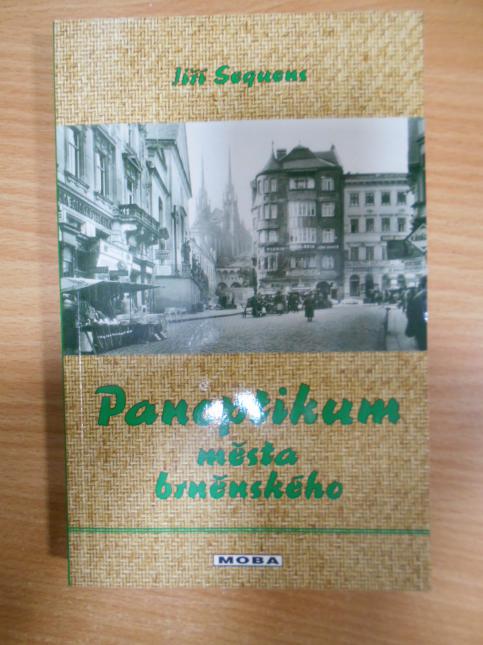 Jiří Sequens
Panoptikum
města
brněnského
MOBA